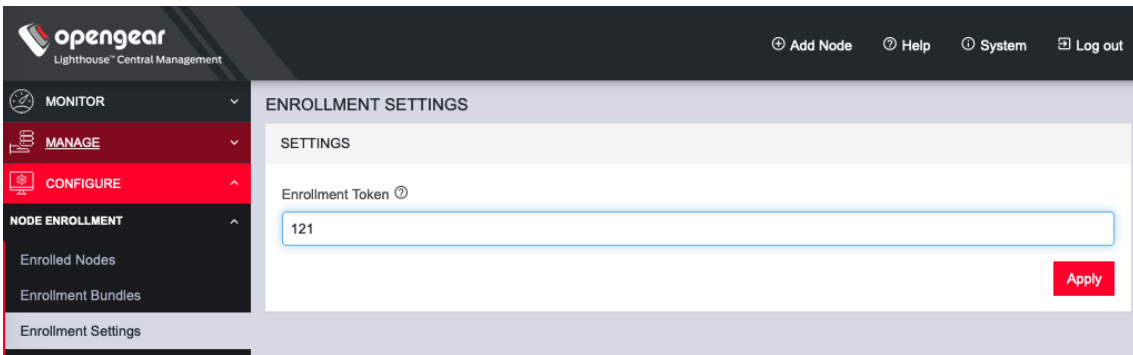 opengear
Lighthouse™ Central Management
Add Node
Help
System
Log out
MONITOR
MANAGE
CONFIGURE
NODE ENROLLMENT
Enrolled Nodes
Enrollment Bundles
Enrollment Settings
ENROLLMENT SETTINGS
SETTINGS
Enrollment Token
121
Apply